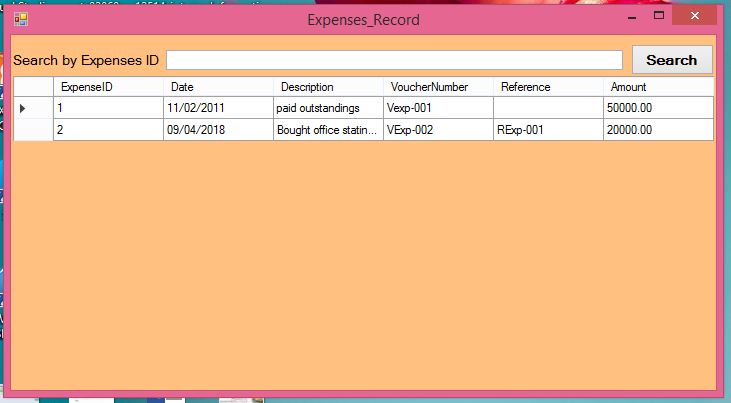 Expenses_Record
Search by Expenses ID Search
ExpenseID Date Description VoucherNumber Reference Amount
1 11/02/2011 paid outstandings Vexp-001 50000.00
2 09/04/2018 Bought office statin... VExp-002 RExp-001 20000.00